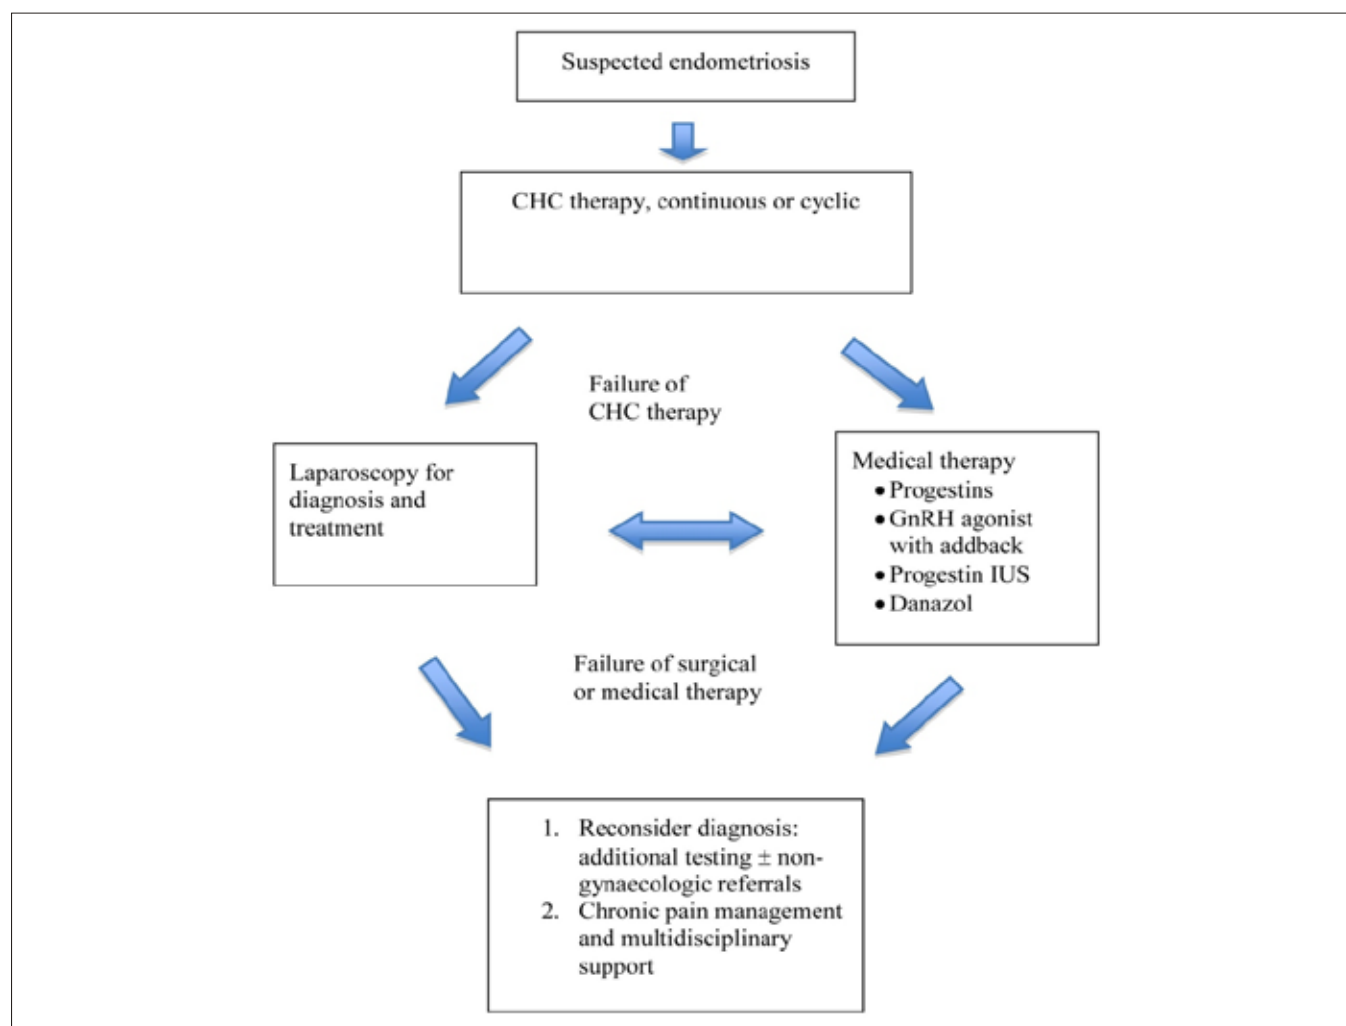 Suspected endometriosis
CHC therapy, continuous or cyclic
Failure of
CHC therapy
Laparoscopy for
diagnosis and
treatment
Medical therapy
• Progestins
• GnRH agonist
with addback
• Progestin IUS
• Danazol
Failure of surgical
or medical therapy
1. Reconsider diagnosis:
additional testing ± non-
gynaecologic referrals
2. Chronic pain management
and multidisciplinary
support